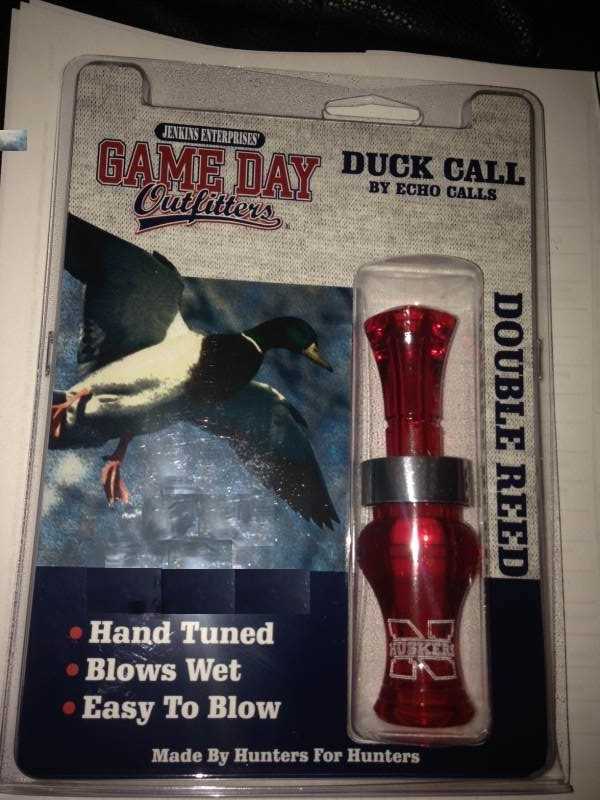 JENKINS ENTERPRISES'
GAME DAY
Outfitters
DUCK CALL
BY ECHO CALLS
DOUBLE REED
N
HUSKERS
Hand Tuned
Blows Wet
Easy To Blow
Made By Hunters For Hunters